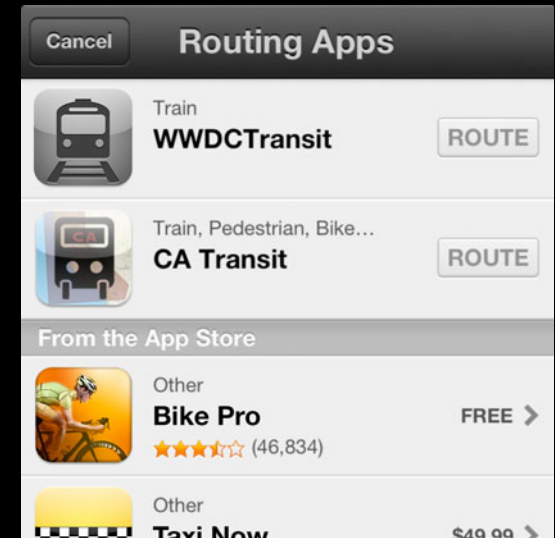 Cancel
Routing Apps
Train
WWDCTransit
ROUTE
Train, Pedestrian, Bike…
CA
CA Transit
ROUTE
From the App Store
Other
Bike Pro
FREE
(46,834)
Other
Taxi Now
$49.99